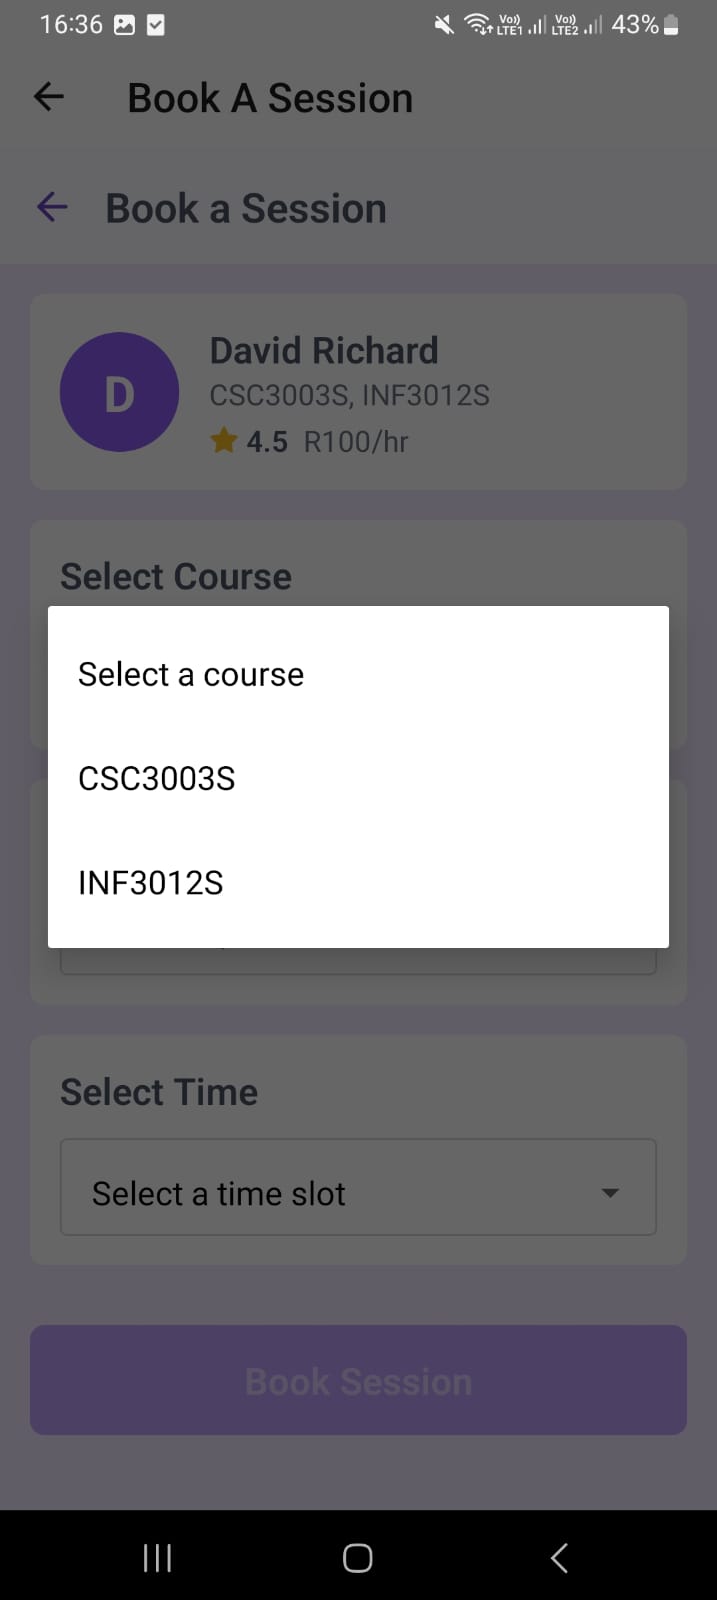 16:36 Vo)) LTE1 Vo)) LTE2 43%
Book A Session
Book a Session
D
David Richard
CSC3003S, INF3012S
4.5 R100/hr
Select Course
Select a course
CSC3003S
INF3012S
Select Time
Select a time slot
Book Session